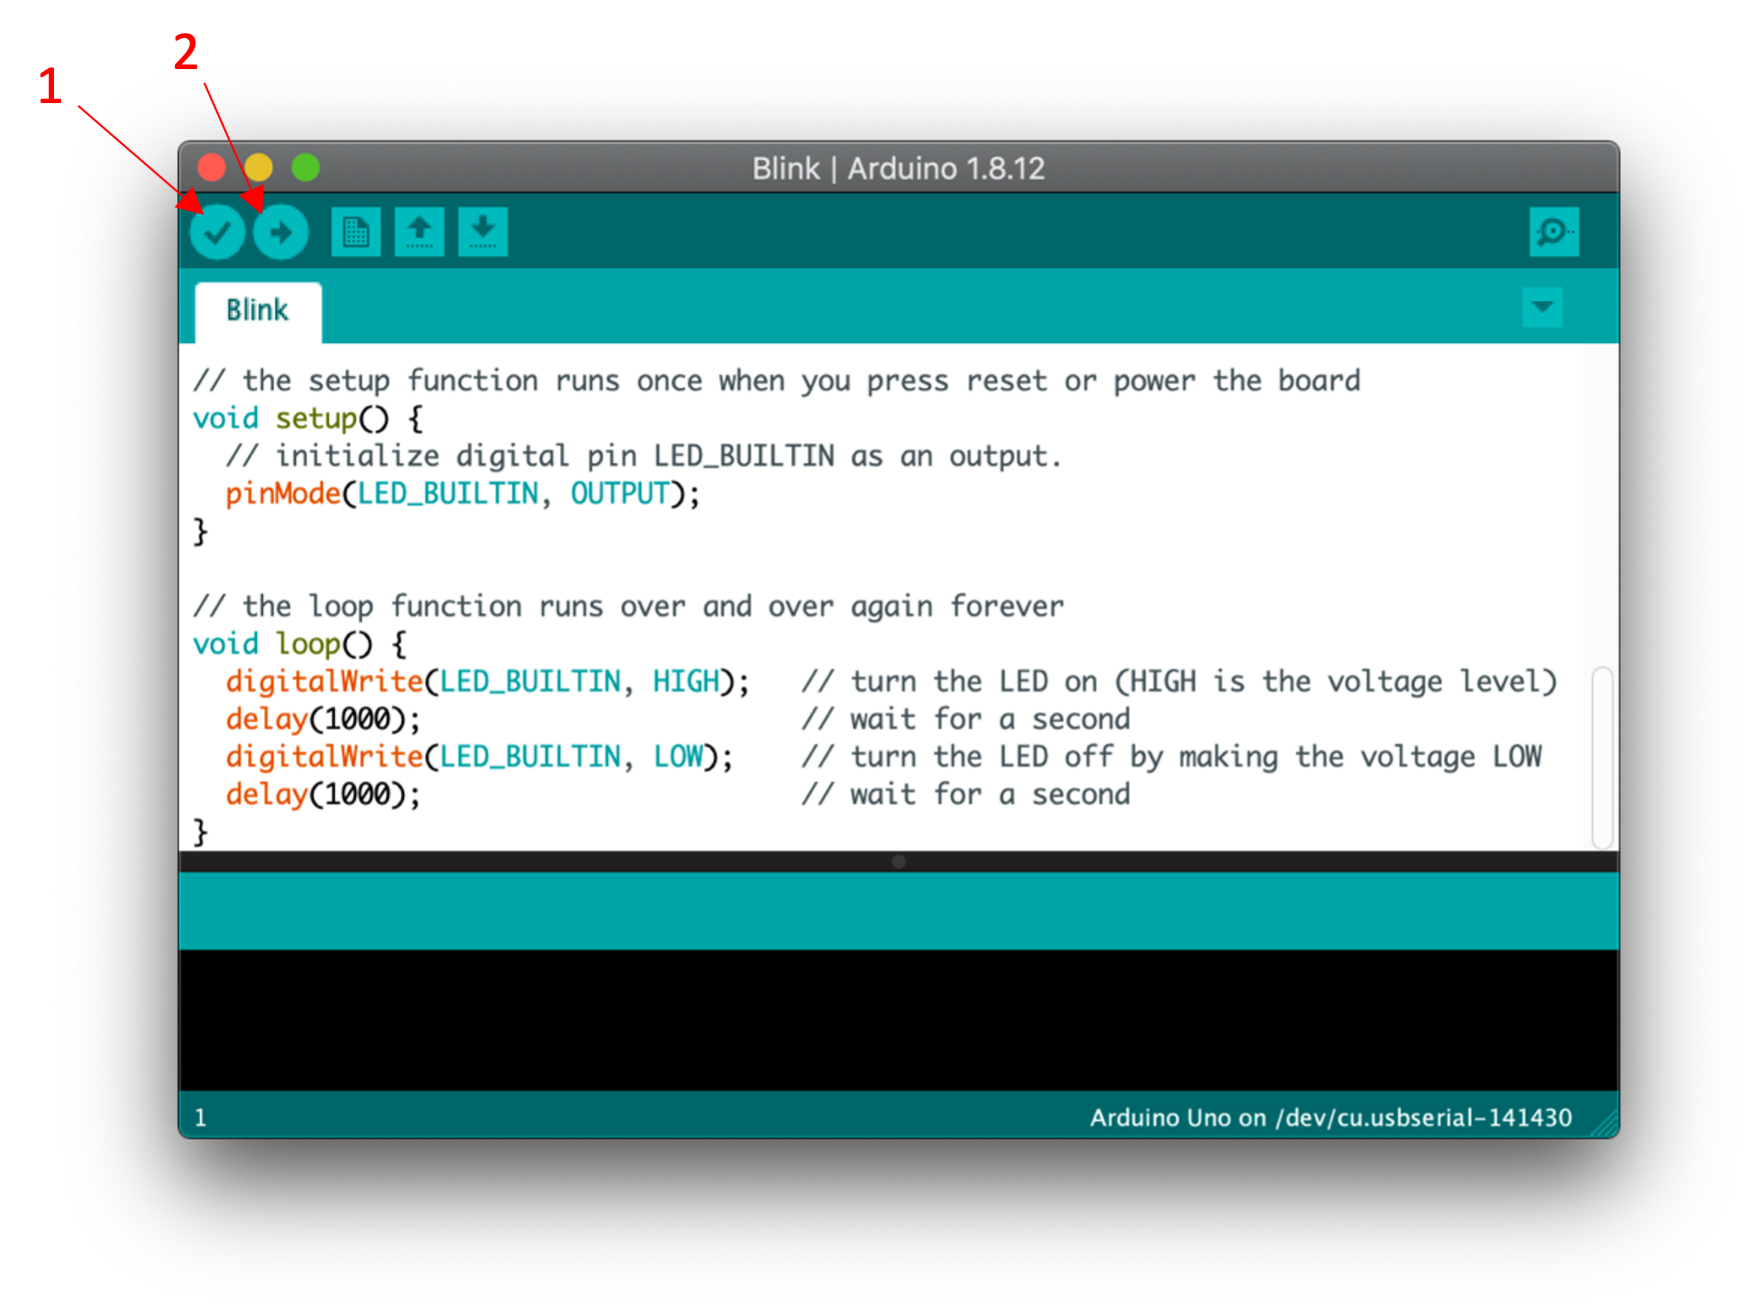 2
1
Blink | Arduino 1.8.12
Blink
// the setup function runs once when you press reset or power the board
void setup() {
  // initialize digital pin LED_BUILTIN as an output.
  pinMode(LED_BUILTIN, OUTPUT);
}
// the loop function runs over and over again forever
void loop() {
  digitalWrite(LED_BUILTIN, HIGH);   // turn the LED on (HIGH is the voltage level)
  delay(1000);                       // wait for a second
  digitalWrite(LED_BUILTIN, LOW);    // turn the LED off by making the voltage LOW
  delay(1000);                       // wait for a second
}
1 Arduino Uno on /dev/cu.usbserial-141430